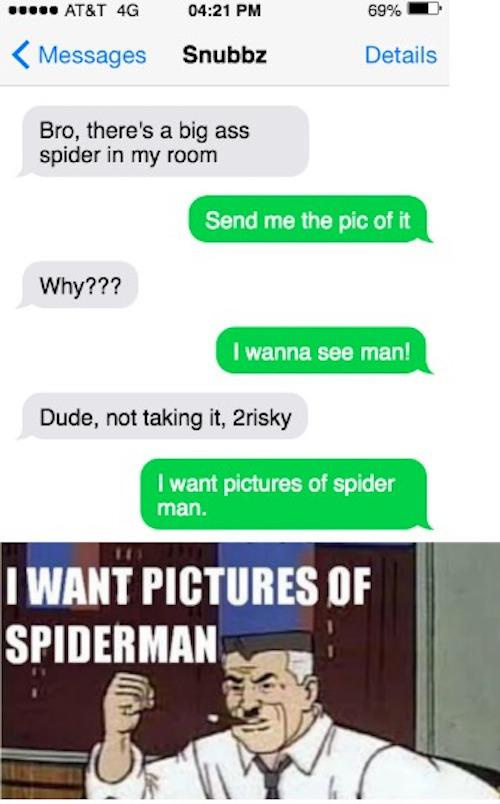 AT&T 4G 04:21 PM 69%
Messages Snubbz Details
Bro, there's a big ass
spider in my room
Send me the pic of it
Why???
I wanna see man!
Dude, not taking it, 2risky
I want pictures of spider
man.
I WANT PICTURES OF
SPIDERMAN